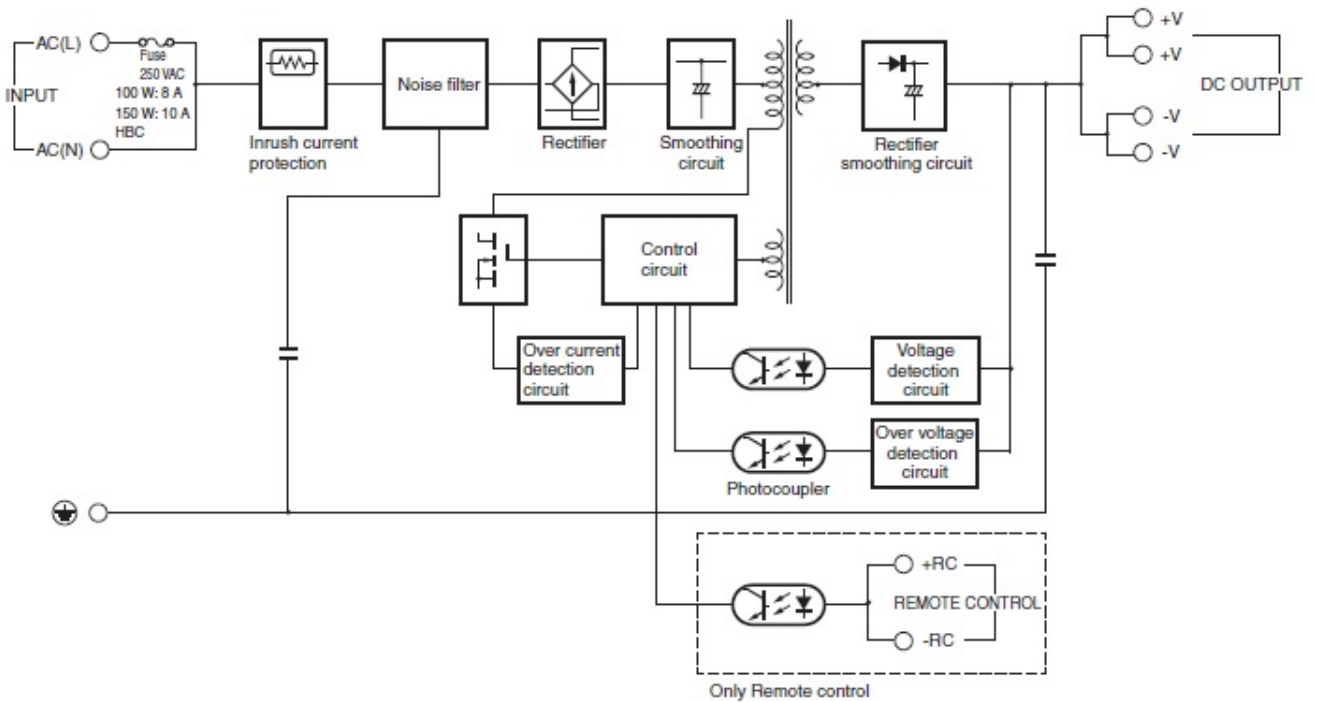 AC(L)
Fuse
250 VAC
100 W: 8 A
150 W: 10 A
HBC
INPUT
AC(N)
Inrush current
protection
Noise filter
Rectifier
Smoothing
circuit
Rectifier
smoothing circuit
+V
+V
DC OUTPUT
-V
-V
Control
circuit
Over current
detection
circuit
Voltage
detection
circuit
Over voltage
detection
circuit
Photocoupler
+RC
REMOTE CONTROL
-RC
Only Remote control